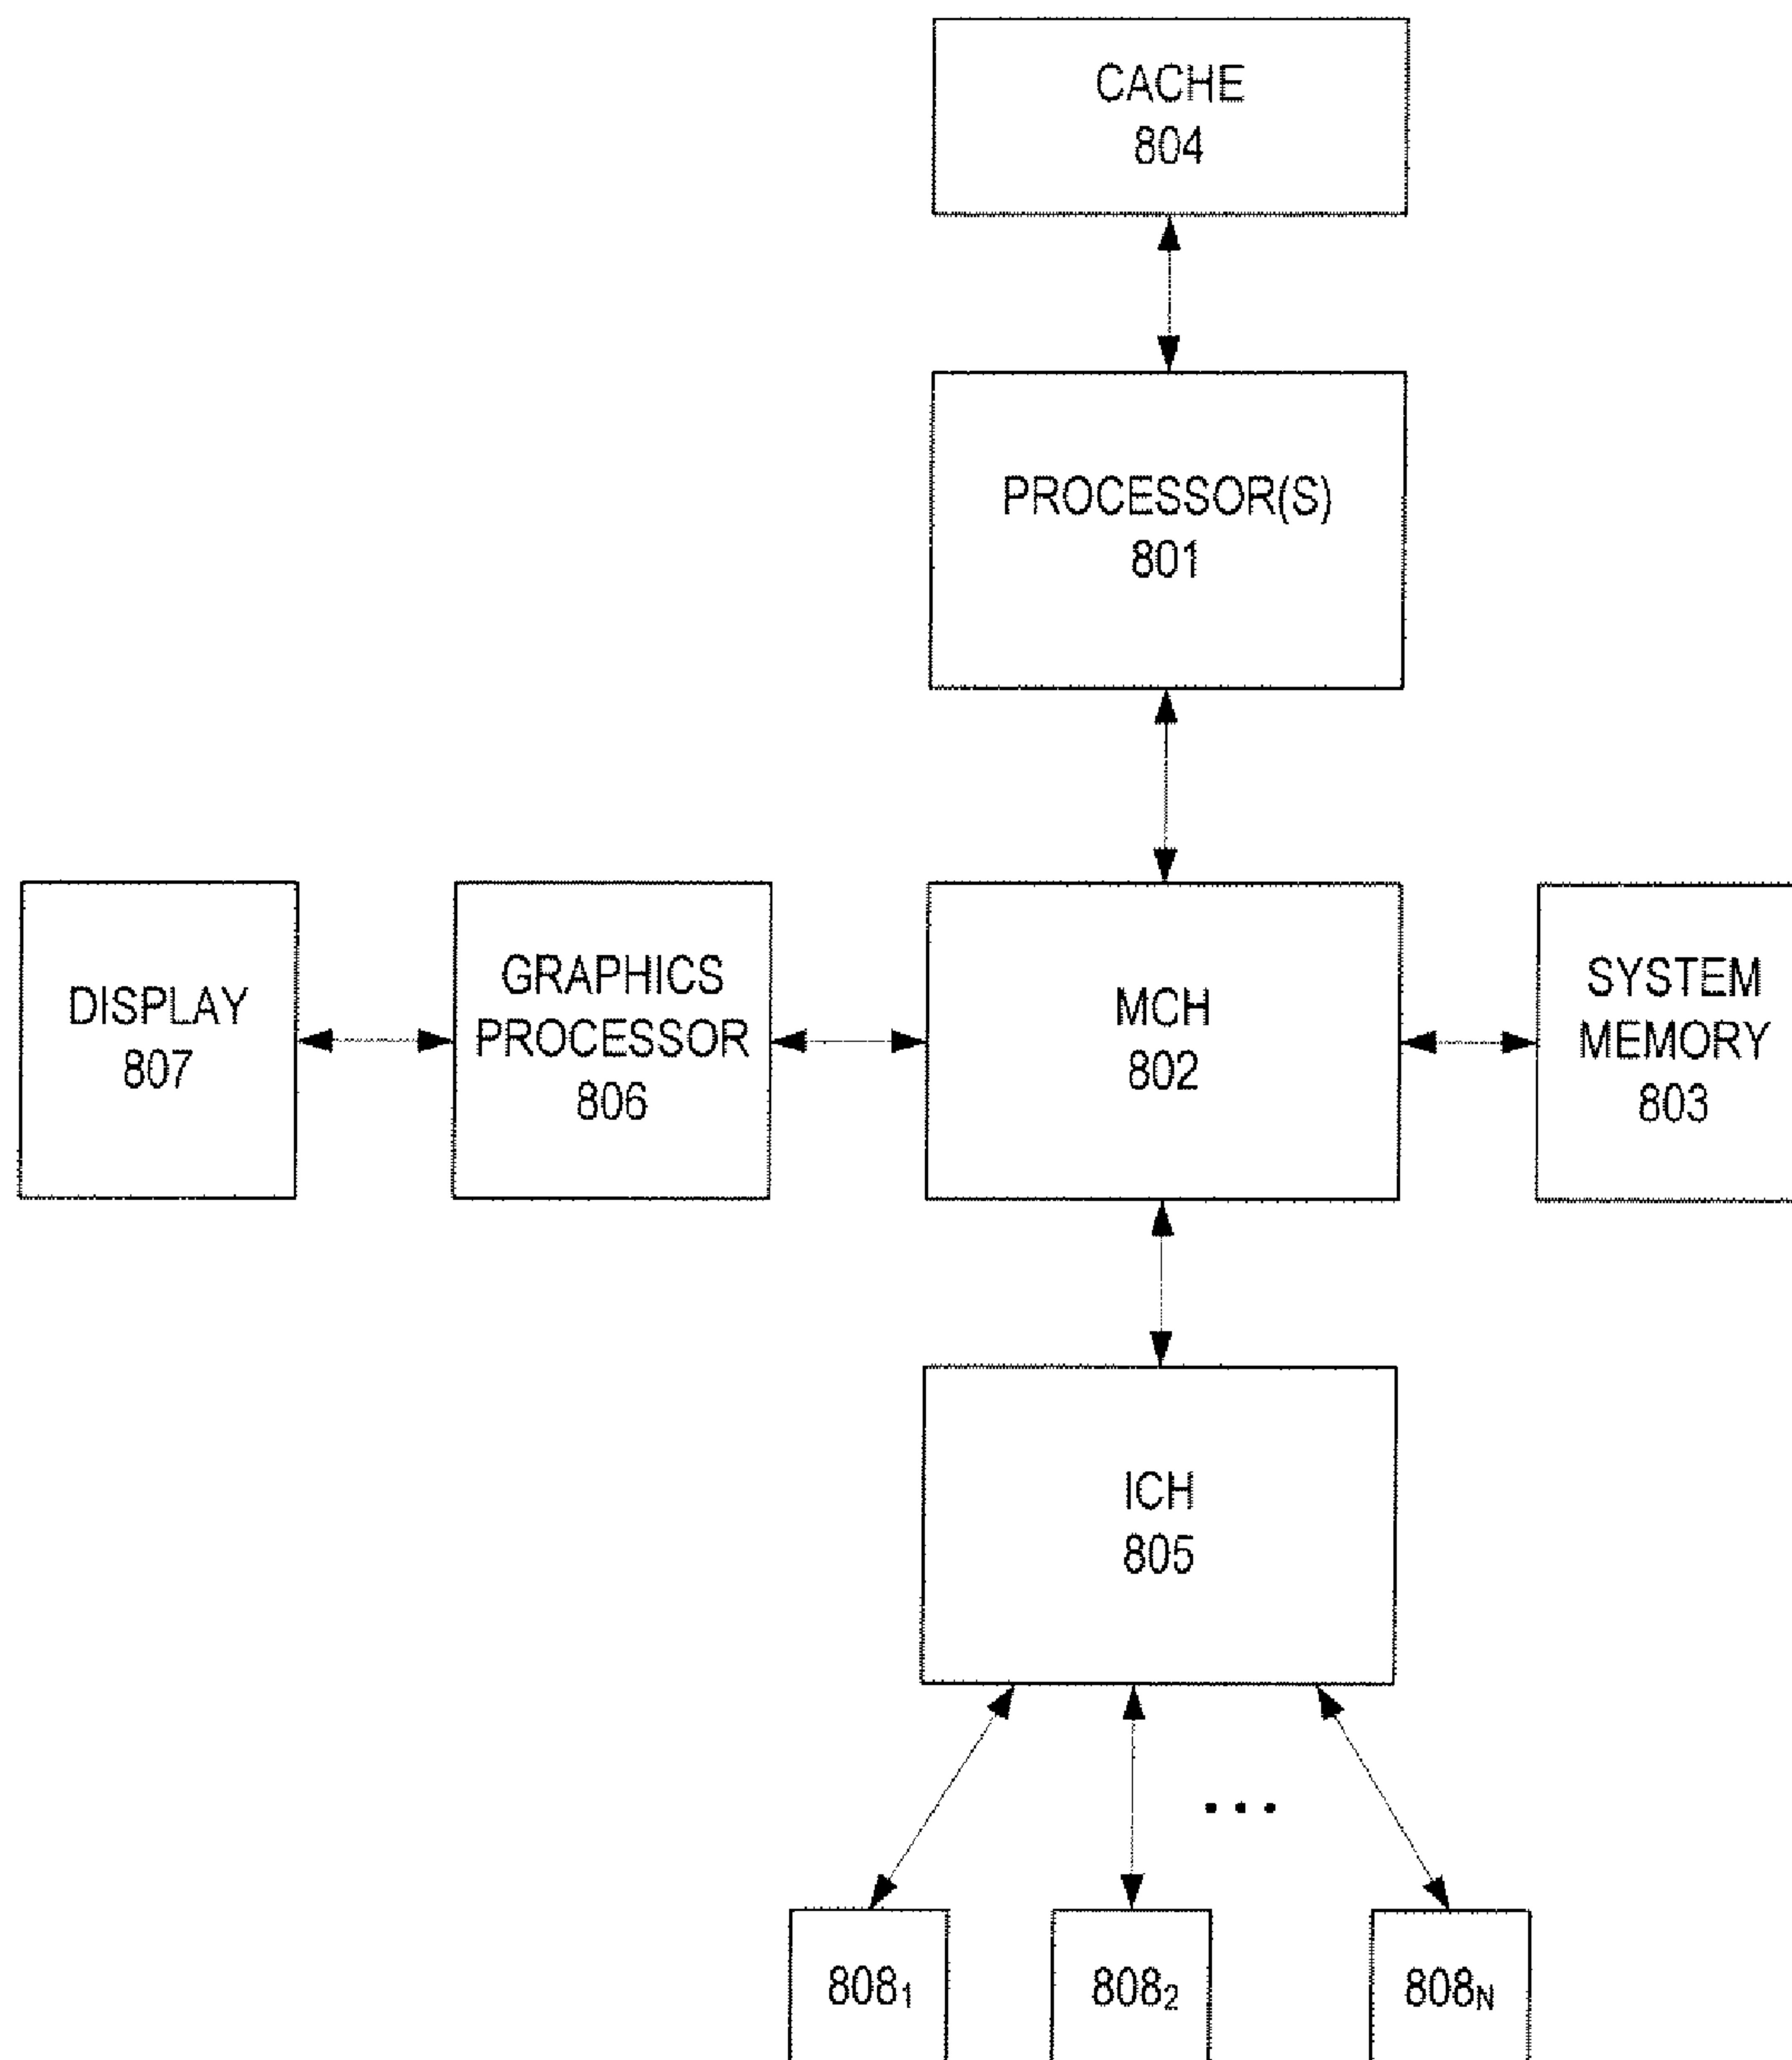 CACHE
804
PROCESSOR(S)
801
DISPLAY
807
GRAPHICS
PROCESSOR
806
MCH
802
SYSTEM
MEMORY
803
ICH
805
...
808₁
808₂
808N